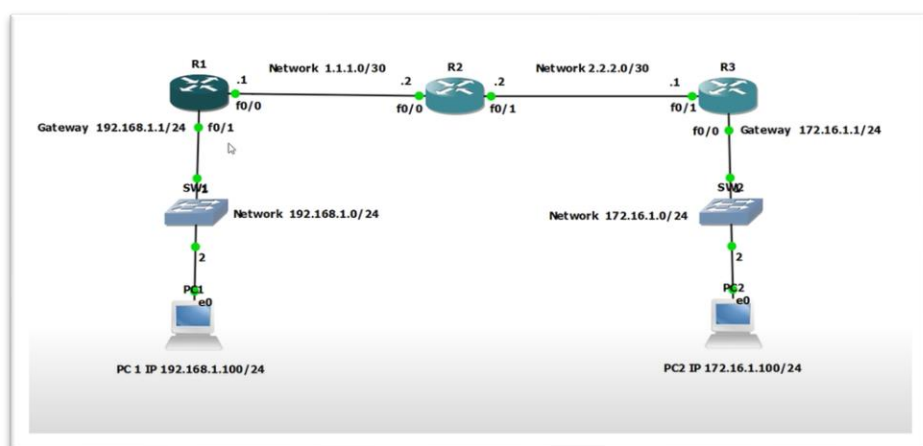 R1
Network 1.1.1.0/30
R2
Network 2.2.2.0/30
R3
.1
.2
.2
.1
f0/0
f0/0
f0/1
f0/1
Gateway 192.168.1.1/24
f0/1
f0/0
Gateway 172.16.1.1/24
SW1
Network 192.168.1.0/24
Network 172.16.1.0/24
SW2
2
2
PC1
e0
PC2
e0
PC 1 IP 192.168.1.100/24
PC2 IP 172.16.1.100/24